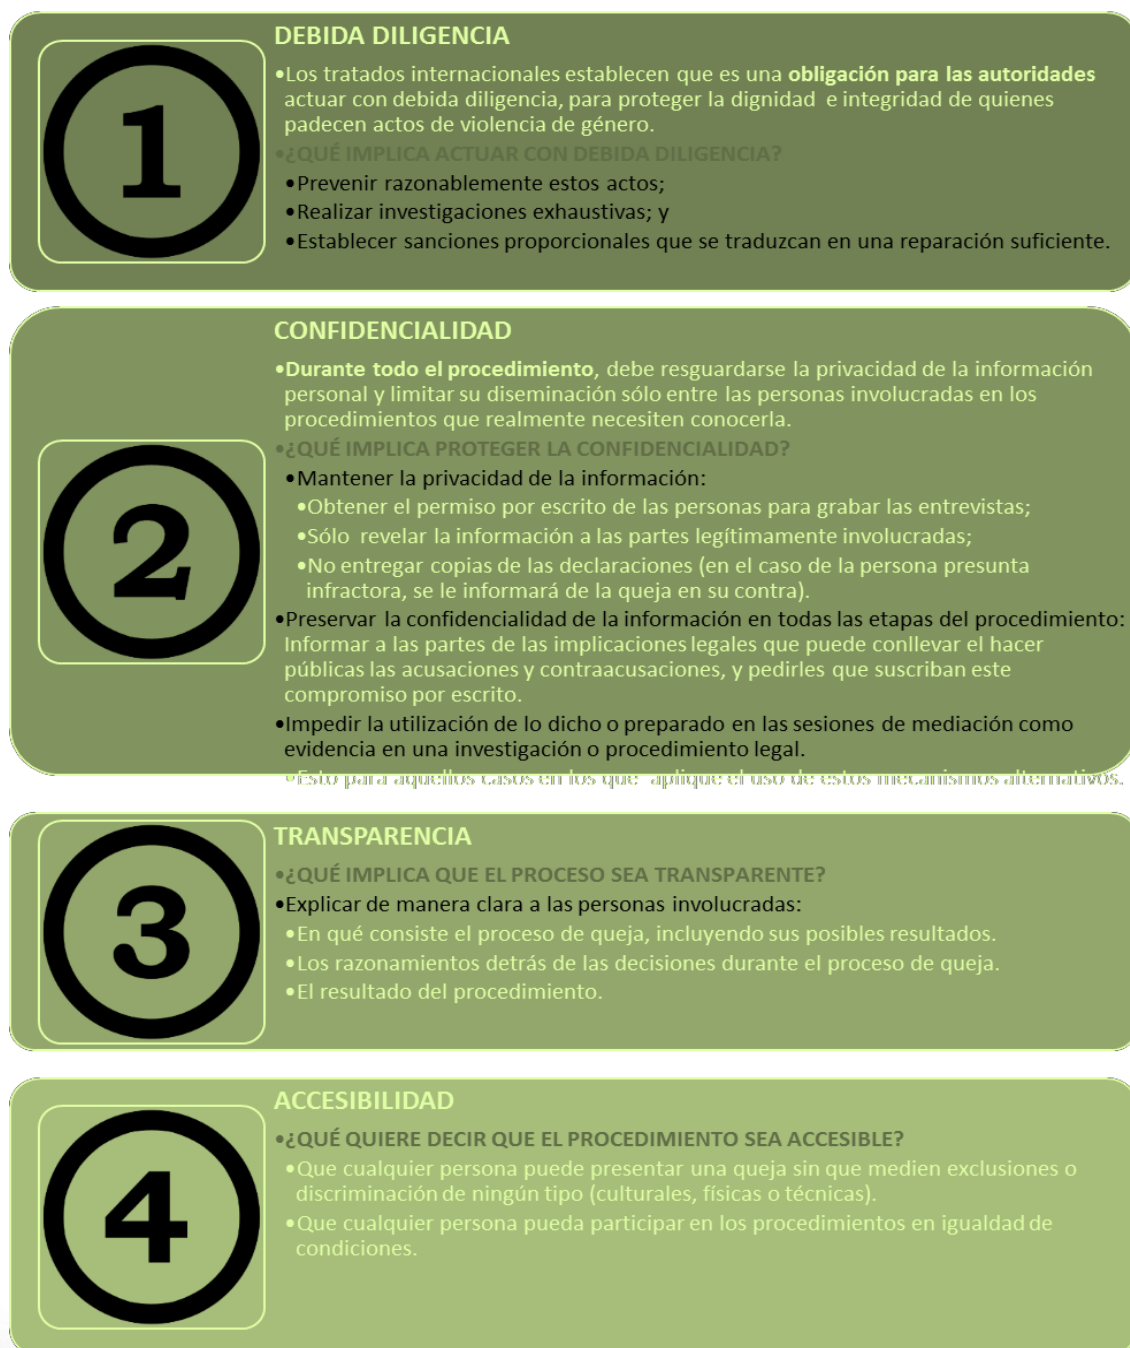 1
DEBIDA DILIGENCIA
•Los tratados internacionales establecen que es una obligación para las autoridades
actuar con debida diligencia, para proteger la dignidad e integridad de quienes
padecen actos de violencia de género.
•¿QUÉ IMPLICA ACTUAR CON DEBIDA DILIGENCIA?
•Prevenir razonablemente estos actos;
•Realizar investigaciones exhaustivas; y
•Establecer sanciones proporcionales que se traduzcan en una reparación suficiente.
2
CONFIDENCIALIDAD
•Durante todo el procedimiento, debe resguardarse la privacidad de la información
personal y limitar su diseminación sólo entre las personas involucradas en los
procedimientos que realmente necesiten conocerla.
•¿QUÉ IMPLICA PROTEGER LA CONFIDENCIALIDAD?
•Mantener la privacidad de la información:
•Obtener el permiso por escrito de las personas para grabar las entrevistas;
•Sólo revelar la información a las partes legítimamente involucradas;
•No entregar copias de las declaraciones (en el caso de la persona presunta
infractora, se le informará de la queja en su contra).
•Preservar la confidencialidad de la información en todas las etapas del procedimiento:
Informar a las partes de las implicaciones legales que puede conllevar el hacer
públicas las acusaciones y contraacusaciones, y pedirles que suscriban este
compromiso por escrito.
•Impedir la utilización de lo dicho o preparado en las sesiones de mediación como
evidencia en una investigación o procedimiento legal.
•Esto para aquellos casos en los que aplique el uso de estos mecanismos alternativos.
3
TRANSPARENCIA
•¿QUÉ IMPLICA QUE EL PROCESO SEA TRANSPARENTE?
•Explicar de manera clara a las personas involucradas:
•En qué consiste el proceso de queja, incluyendo sus posibles resultados.
•Los razonamientos detrás de las decisiones durante el proceso de queja.
•El resultado del procedimiento.
4
ACCESIBILIDAD
•¿QUÉ QUIERE DECIR QUE EL PROCEDIMIENTO SEA ACCESIBLE?
•Que cualquier persona puede presentar una queja sin que medien exclusiones o
discriminación de ningún tipo (culturales, físicas o técnicas).
•Que cualquier persona pueda participar en los procedimientos en igualdad de
condiciones.